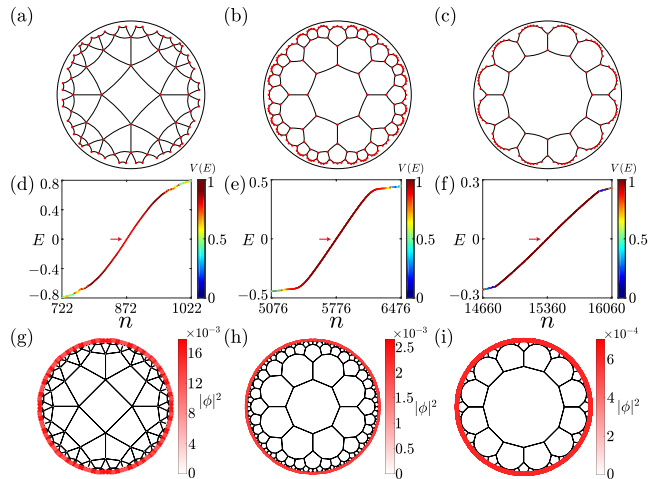 (a)
(b)
(c)
(d)
V(E)
0.8
0.4
E
0
−0.4
−0.8
722
872
1022
n
1
0.5
0
(e)
V(E)
0.5
E
0
−0.5
5076
5776
6476
n
1
0.5
0
(f)
V(E)
0.3
E
0
−0.3
14660
15360
16060
n
1
0.5
0
(g)
×10⁻³
16
12
8
4
0
|ϕ|²
(h)
×10⁻³
2.5
2
1.5
1
0.5
0
|ϕ|²
(i)
×10⁻⁴
6
4
2
0
|ϕ|²